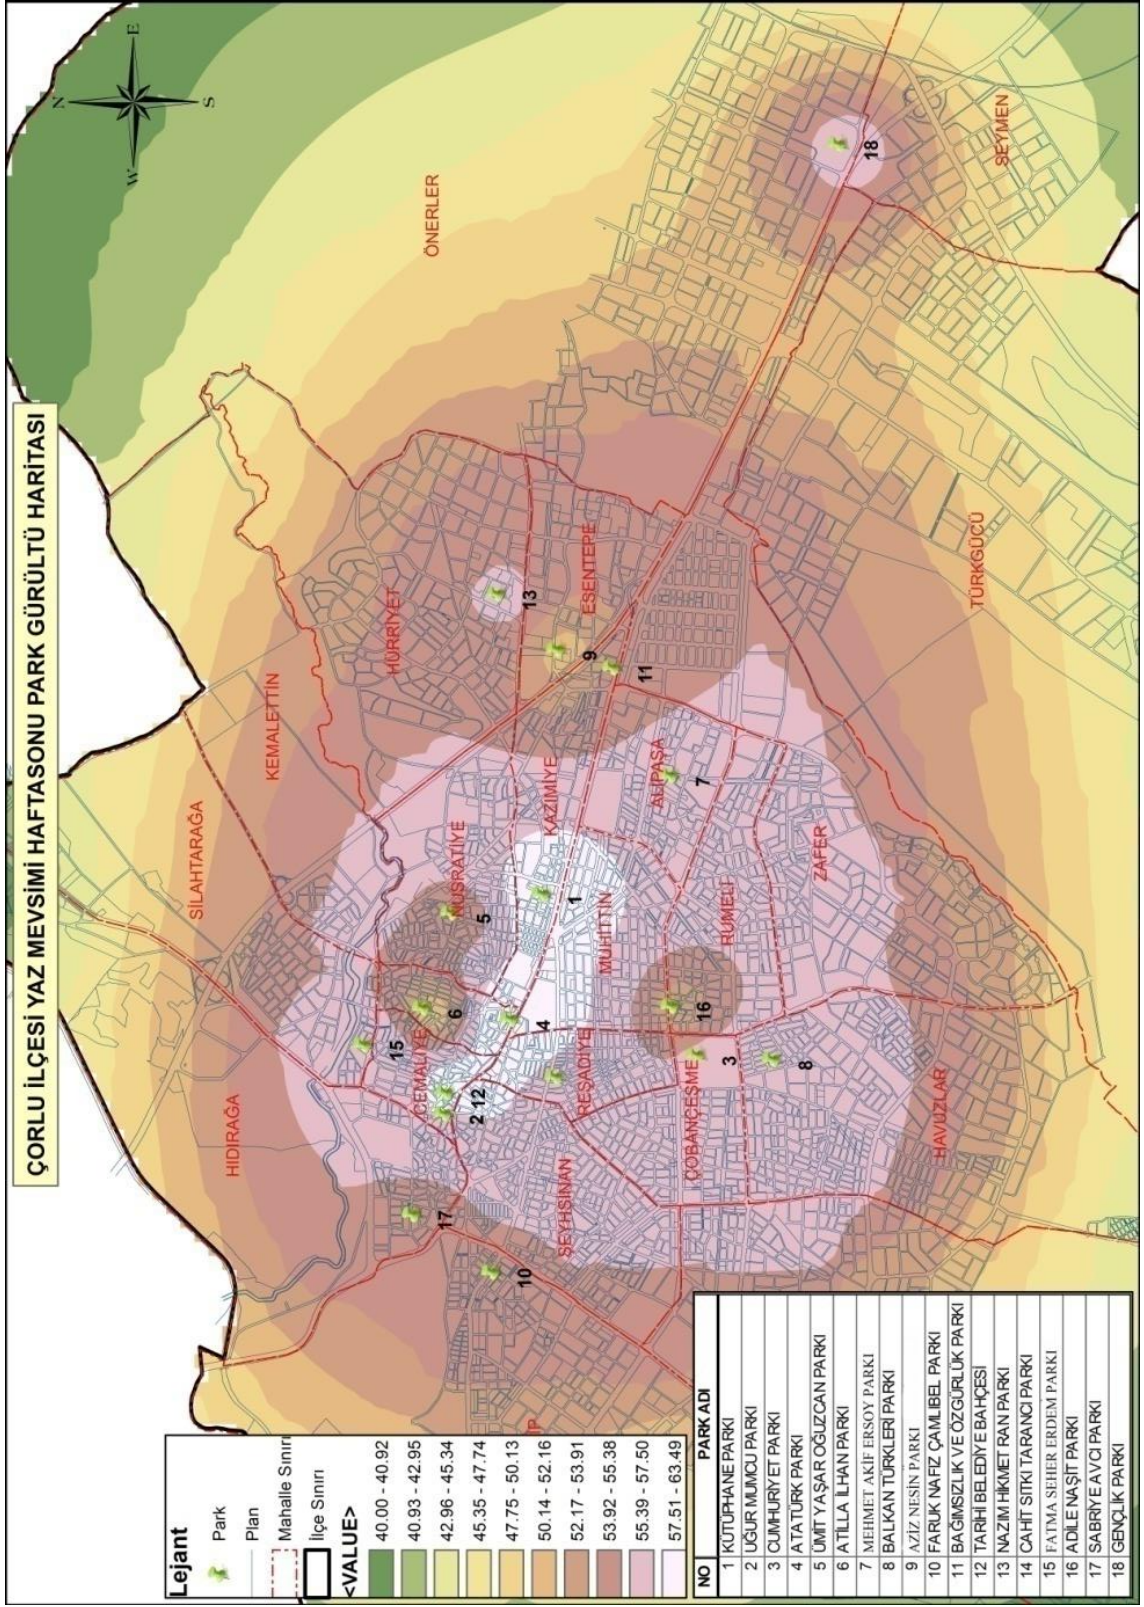 ÇORLU İLÇESİ YAZ MEVSİMİ HAFTASONU PARK GÜRÜLTÜ HARİTASI
N
E
W
S
SİLAHTARAĞA
KEMALETTİN
ÖNERLER
HIDIRAĞA
HÜRRİYET
CEMALİYE
NUSRATİYE
KAZIMİYE
ESENTEPE
SEYMEN
ŞEYHSİNAN
REŞADİYE
MUHİTTİN
ALİPAŞA
ÇOBANÇEŞME
RUMELİ
ZAFER
TÜRKGÜCÜ
HAVUZLAR
17
10
15
2 12
6
5
4
1
13
9
11
7
16
3
8
18
Lejant
Park
Plan
Mahalle Sınırı
İlçe Sınırı
<VALUE>
40.00 - 40.92
40.93 - 42.95
42.96 - 45.34
45.35 - 47.74
47.75 - 50.13
50.14 - 52.16
52.17 - 53.91
53.92 - 55.38
55.39 - 57.50
57.51 - 63.49
NO PARK ADI
1 KÜTÜPHANE PARKI
2 UĞUR MUMCU PARKI
3 CUMHURİYET PARKI
4 ATATÜRK PARKI
5 ÜMİT YAŞAR OĞUZCAN PARKI
6 ATİLLA İLHAN PARKI
7 MEHMET AKİF ERSOY PARKI
8 BALKAN TÜRKLERİ PARKI
9 AZİZ NESİN PARKI
10 FARUK NAFIZ ÇAMLIBEL PARKI
11 BAĞIMSIZLIK VE ÖZGÜRLÜK PARKI
12 TARİHİ BELEDİYE BAHÇESİ
13 NAZIM HİKMET RAN PARKI
14 CAHİT SITKI TARANCI PARKI
15 FATMA SEHER ERDEM PARKI
16 ADİLE NAŞİT PARKI
17 SABRİYE AVCI PARKI
18 GENÇLİK PARKI